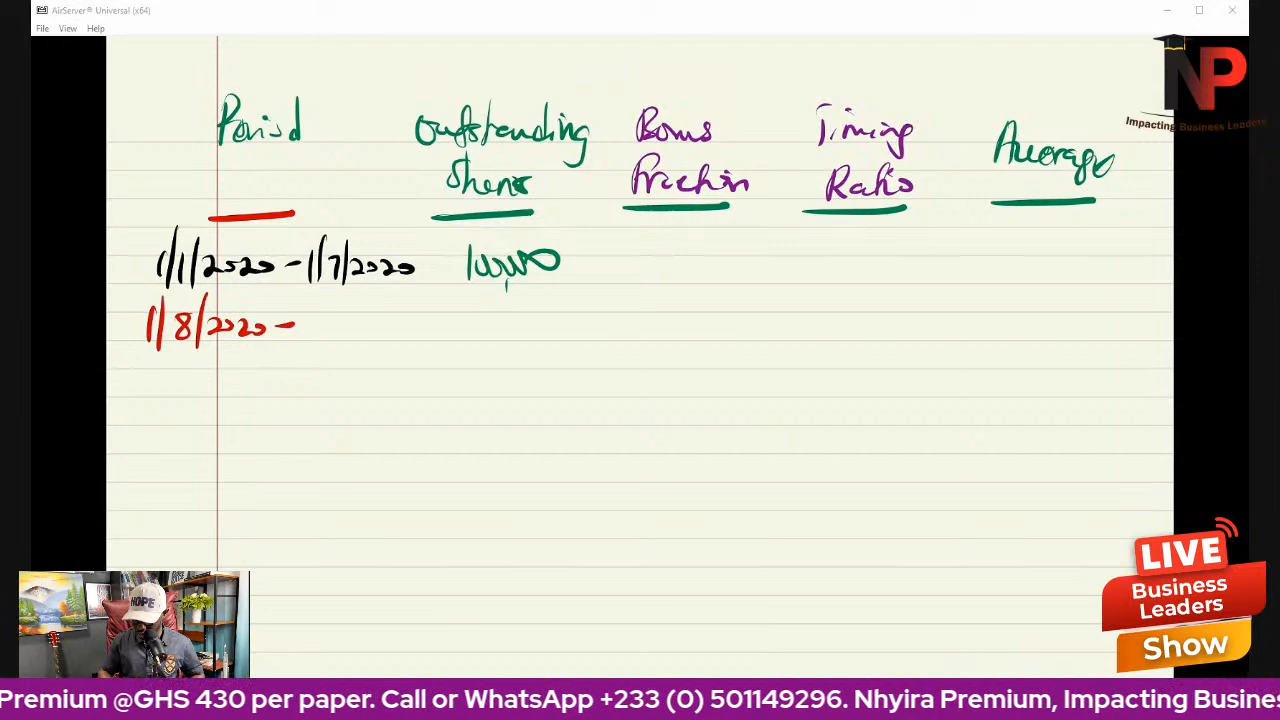 AirServer® Universal (x64)
File View Help
NP
Impacting Business Leaders
Period Outstanding Shares Bonus Fraction Timing Ratio Average
1/1/2020 - 1/7/2020 100,000
1/8/2020 -
HOPE
LIVE
Business
Leaders
Show
Premium @GHS 430 per paper. Call or WhatsApp +233 (0) 501149296. Nhyira Premium, Impacting Busines